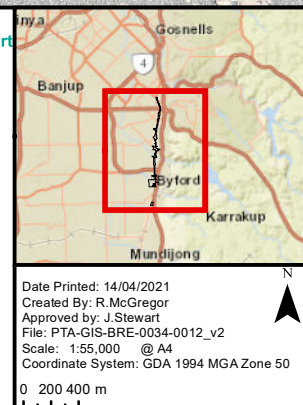 iny.a
Gosnells
rt
4
Banjup
Byford
Karrakup
Mundijong
N
Date Printed: 14/04/2021
Created By: R.McGregor
Approved by: J.Stewart
File: PTA-GIS-BRE-0034-0012_v2
Scale: 1:55,000 @ A4
Coordinate System: GDA 1994 MGA Zone 50
0 200 400 m